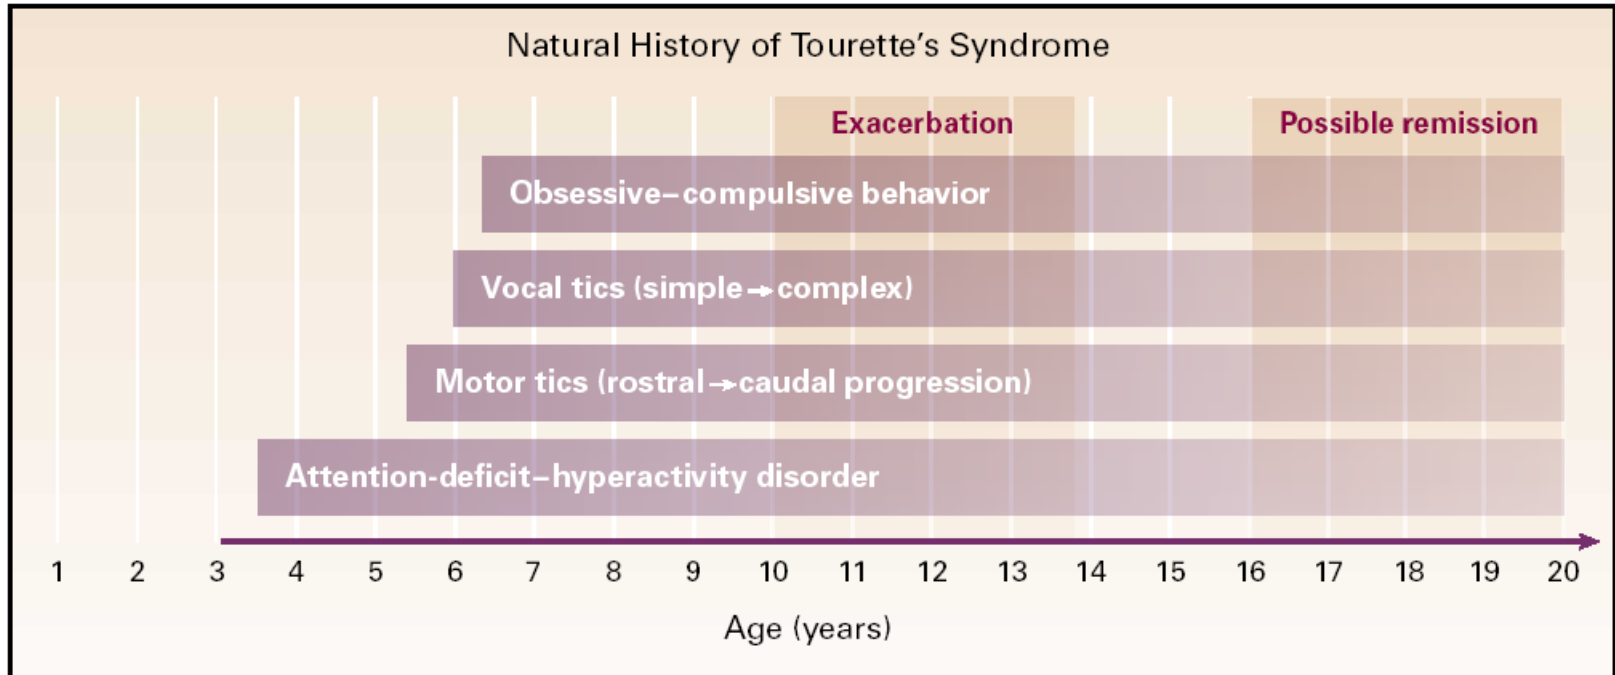 Natural History of Tourette's Syndrome
Exacerbation
Possible remission
Obsessive–compulsive behavior
Vocal tics (simple→complex)
Motor tics (rostral→caudal progression)
Attention-deficit–hyperactivity disorder
1 2 3 4 5 6 7 8 9 10 11 12 13 14 15 16 17 18 19 20
Age (years)